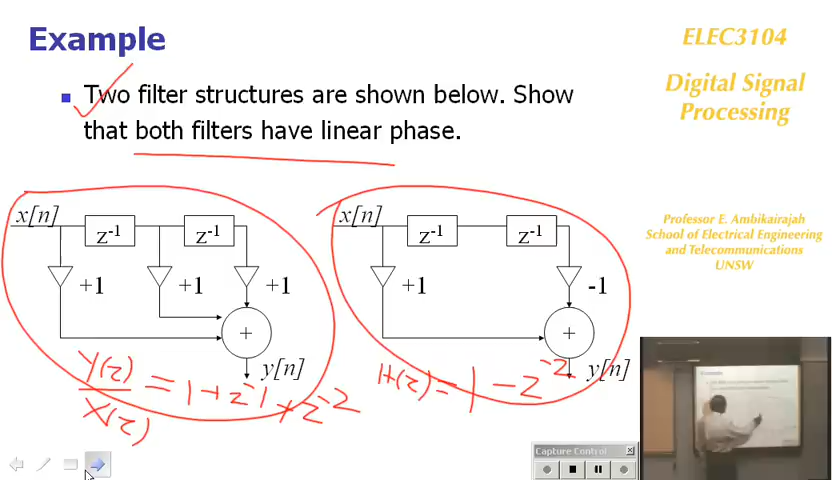 Example
Two filter structures are shown below. Show
that both filters have linear phase.
x[n]
z-1
z-1
+1
+1
+1
+
y[n]
Y(z)/X(z) = 1 + z-1 + z-2
x[n]
z-1
z-1
+1
-1
+
y[n]
H(z) = 1 - z-2
ELEC3104
Digital Signal
Processing
Professor E. Ambikairajah
School of Electrical Engineering
and Telecommunications
UNSW
Capture Control